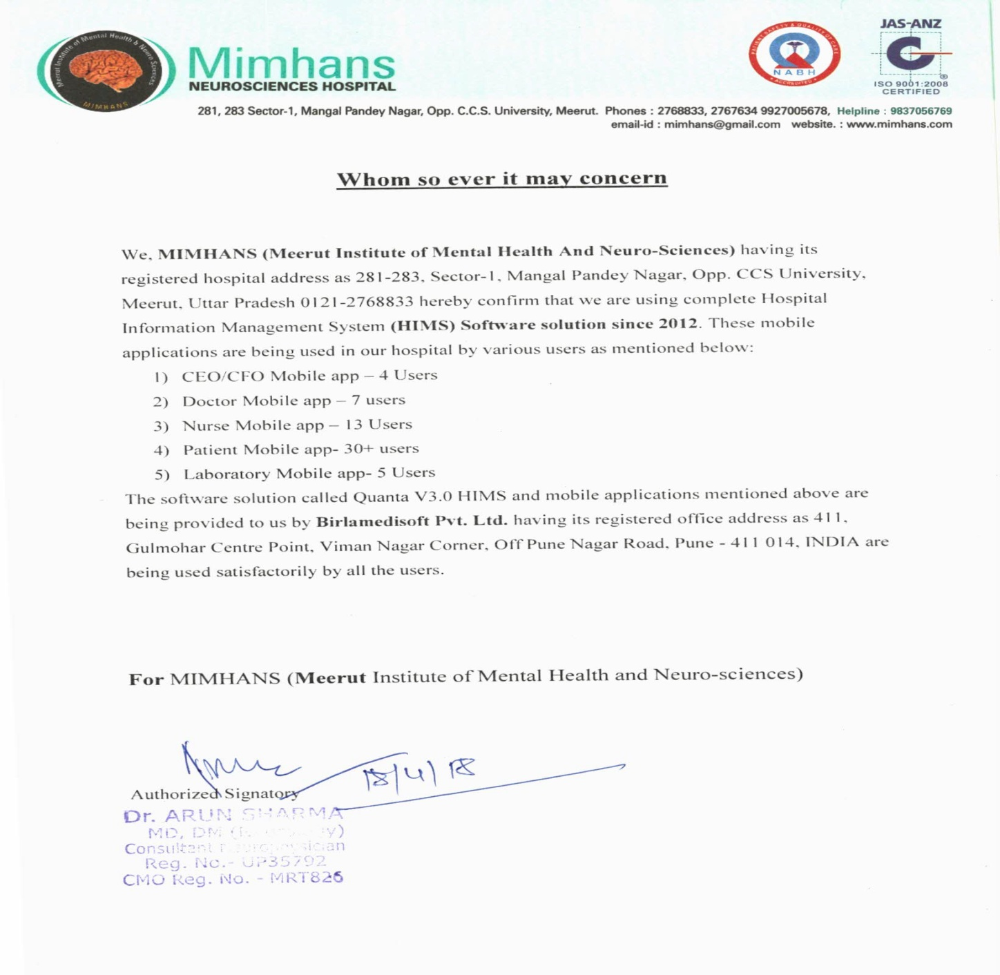 Meerut Institute of Mental Health & Neuro Sciences
MIMHANS
Mimhans
NEUROSCIENCES HOSPITAL
PATIENT SAFETY & QUALITY OF CARE
NABH
• ACCREDITED •
JAS-ANZ
C
®
ISO 9001:2008
CERTIFIED
281, 283 Sector-1, Mangal Pandey Nagar, Opp. C.C.S. University, Meerut. Phones : 2768833, 2767634 9927005678, Helpline : 9837056769
email-id : mimhans@gmail.com website. : www.mimhans.com
Whom so ever it may concern
We, MIMHANS (Meerut Institute of Mental Health And Neuro-Sciences) having its
registered hospital address as 281-283, Sector-1, Mangal Pandey Nagar, Opp. CCS University,
Meerut, Uttar Pradesh 0121-2768833 hereby confirm that we are using complete Hospital
Information Management System (HIMS) Software solution since 2012. These mobile
applications are being used in our hospital by various users as mentioned below:
1) CEO/CFO Mobile app – 4 Users
2) Doctor Mobile app – 7 users
3) Nurse Mobile app – 13 Users
4) Patient Mobile app- 30+ users
5) Laboratory Mobile app- 5 Users
The software solution called Quanta V3.0 HIMS and mobile applications mentioned above are
being provided to us by Birlamedisoft Pvt. Ltd. having its registered office address as 411,
Gulmohar Centre Point, Viman Nagar Corner, Off Pune Nagar Road, Pune - 411 014, INDIA are
being used satisfactorily by all the users.
For MIMHANS (Meerut Institute of Mental Health and Neuro-sciences)
18/4/18
Authorized Signatory
Dr. ARUN SHARMA
MD, DM
Consultant Neurophysician
Reg. No.- UP35792
CMO Reg. No. - MRT826